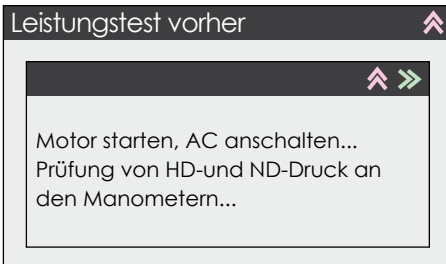 Leistungstest vorher
Motor starten, AC anschalten...
Prüfung von HD-und ND-Druck an
den Manometern...